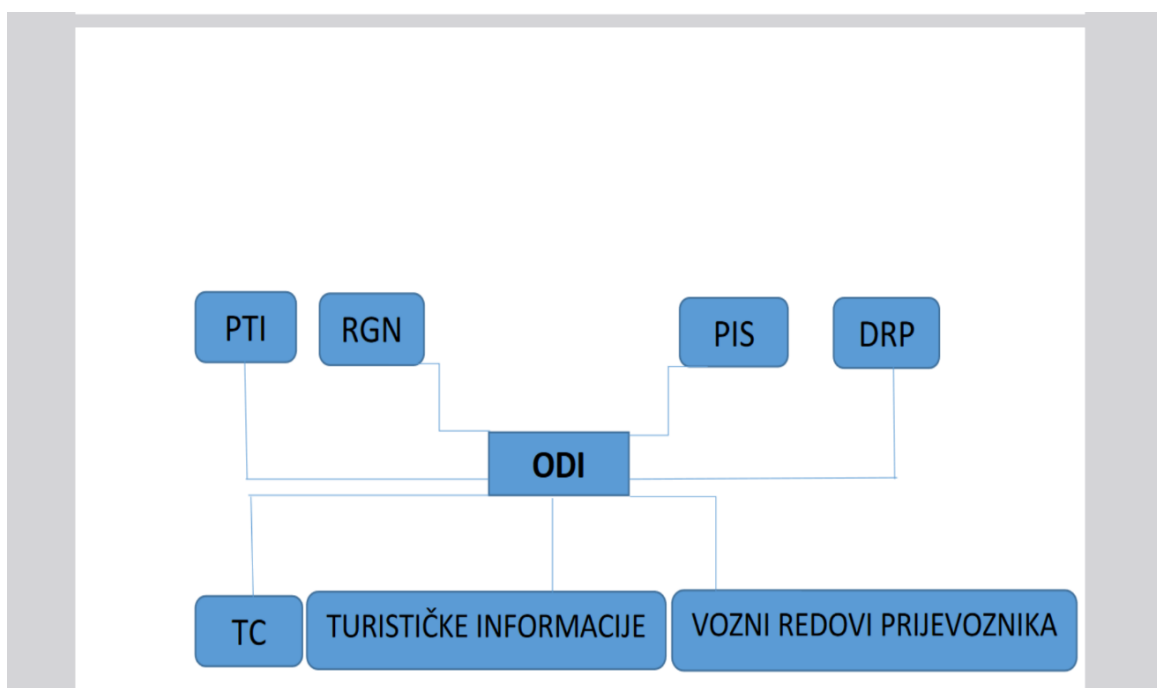 PTI
RGN
PIS
DRP
ODI
TC
TURISTIČKE INFORMACIJE
VOZNI REDOVI PRIJEVOZNIKA